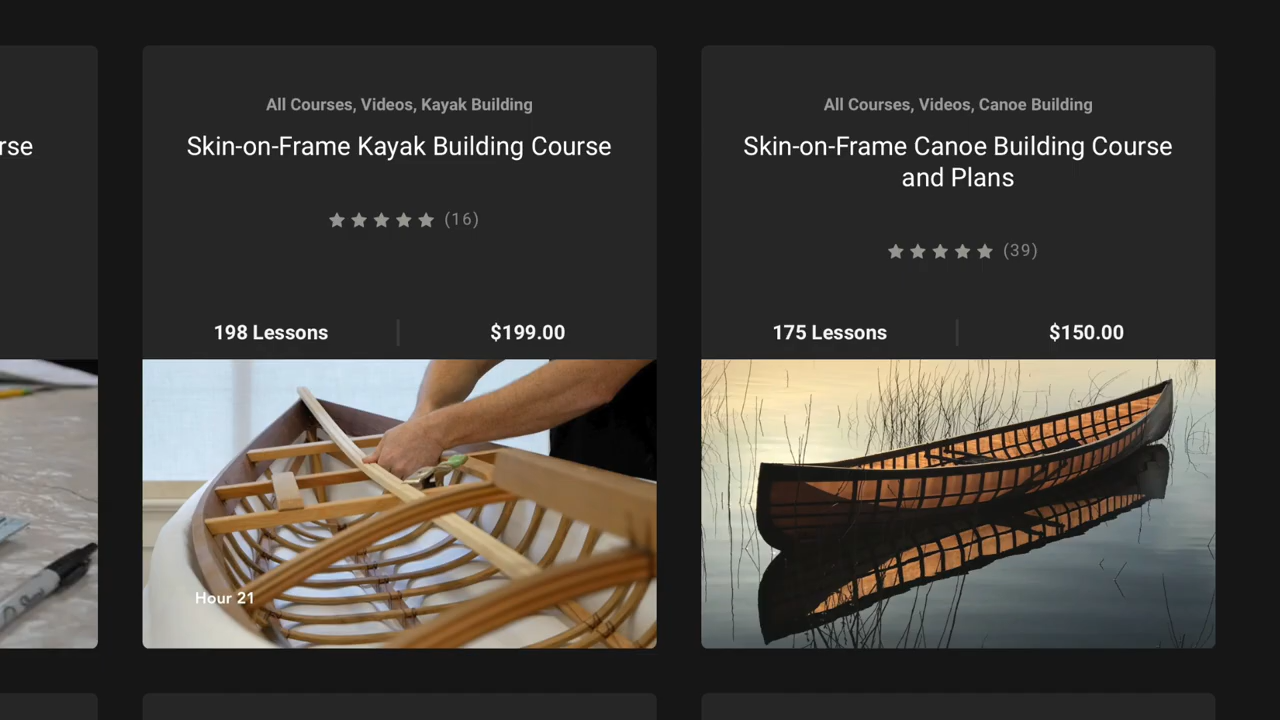 rse
All Courses, Videos, Kayak Building
Skin-on-Frame Kayak Building Course
(16)
198 Lessons
$199.00
Hour 21
All Courses, Videos, Canoe Building
Skin-on-Frame Canoe Building Course
and Plans
(39)
175 Lessons
$150.00